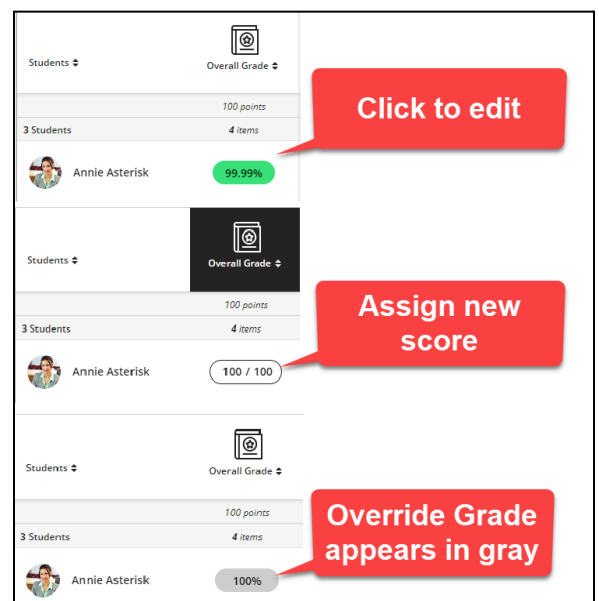 Students
Overall Grade
100 points
3 Students
4 items
Annie Asterisk
99.99%
Click to edit
Students
Overall Grade
100 points
3 Students
4 items
Annie Asterisk
100 / 100
Assign new
score
Students
Overall Grade
100 points
3 Students
4 items
Annie Asterisk
100%
Override Grade
appears in gray